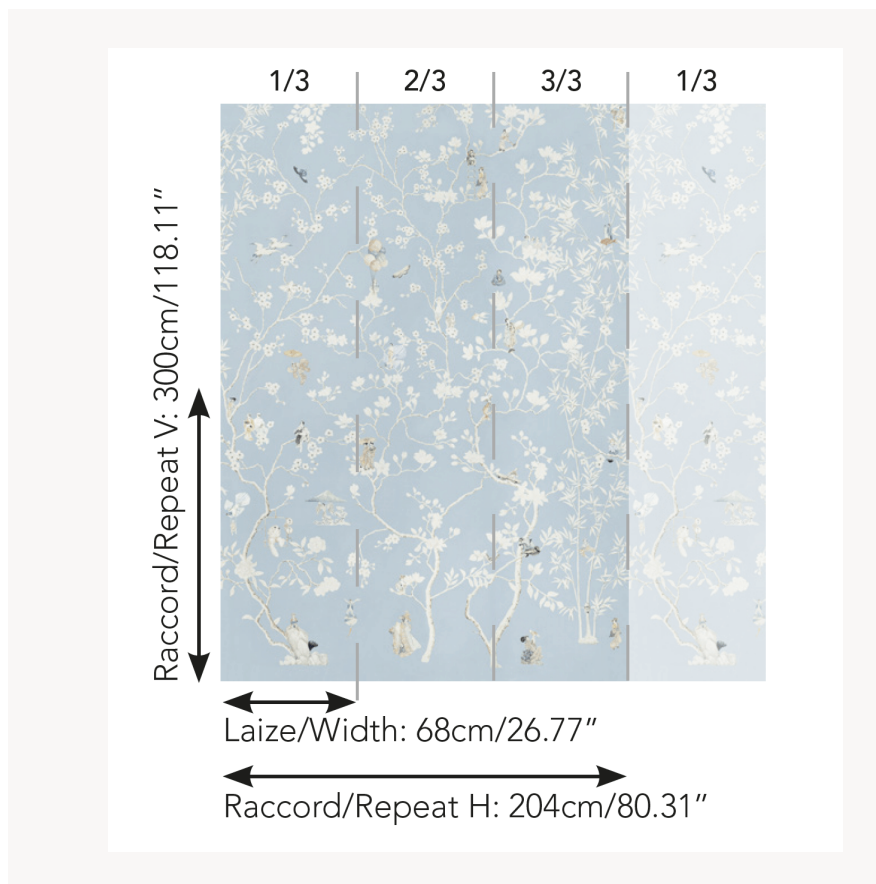 1/3 2/3 3/3 1/3
Raccord/Repeat V: 300cm/118.11”
Laize/Width: 68cm/26.77”
Raccord/Repeat H: 204cm/80.31”